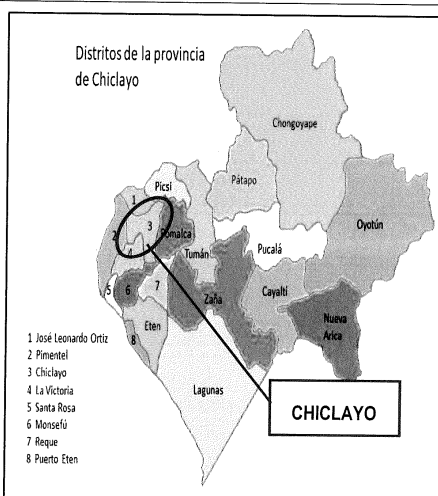 Distritos de la provincia
de Chiclayo
Chongoyape
Picsi
Pátapo
1
Oyotún
3
2
Pomalca
4
Pucalá
Tumán
5
6
7
Zaña
Cayaltí
Nueva
Arica
Eten
8
Lagunas
1 José Leonardo Ortiz
2 Pimentel
3 Chiclayo
4 La Victoria
5 Santa Rosa
6 Monsefú
7 Reque
8 Puerto Eten
CHICLAYO